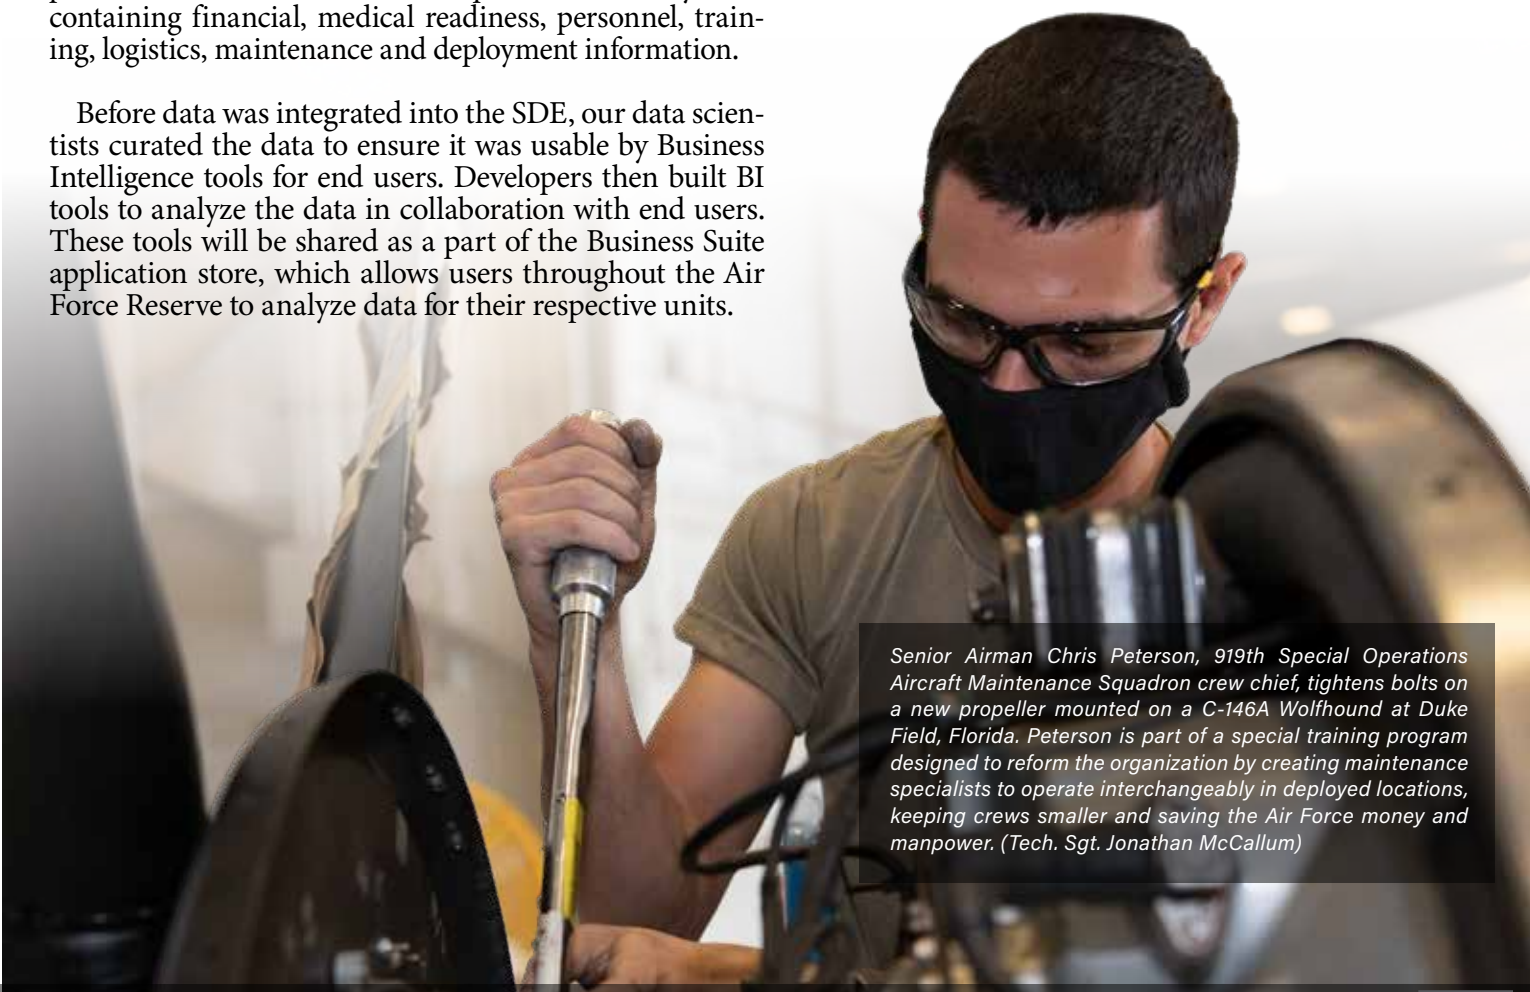 containing financial, medical readiness, personnel, train-
ing, logistics, maintenance and deployment information.
Before data was integrated into the SDE, our data scien-
tists curated the data to ensure it was usable by Business
Intelligence tools for end users. Developers then built BI
tools to analyze the data in collaboration with end users.
These tools will be shared as a part of the Business Suite
application store, which allows users throughout the Air
Force Reserve to analyze data for their respective units.
Senior Airman Chris Peterson, 919th Special Operations
Aircraft Maintenance Squadron crew chief, tightens bolts on
a new propeller mounted on a C-146A Wolfhound at Duke
Field, Florida. Peterson is part of a special training program
designed to reform the organization by creating maintenance
specialists to operate interchangeably in deployed locations,
keeping crews smaller and saving the Air Force money and
manpower. (Tech. Sgt. Jonathan McCallum)